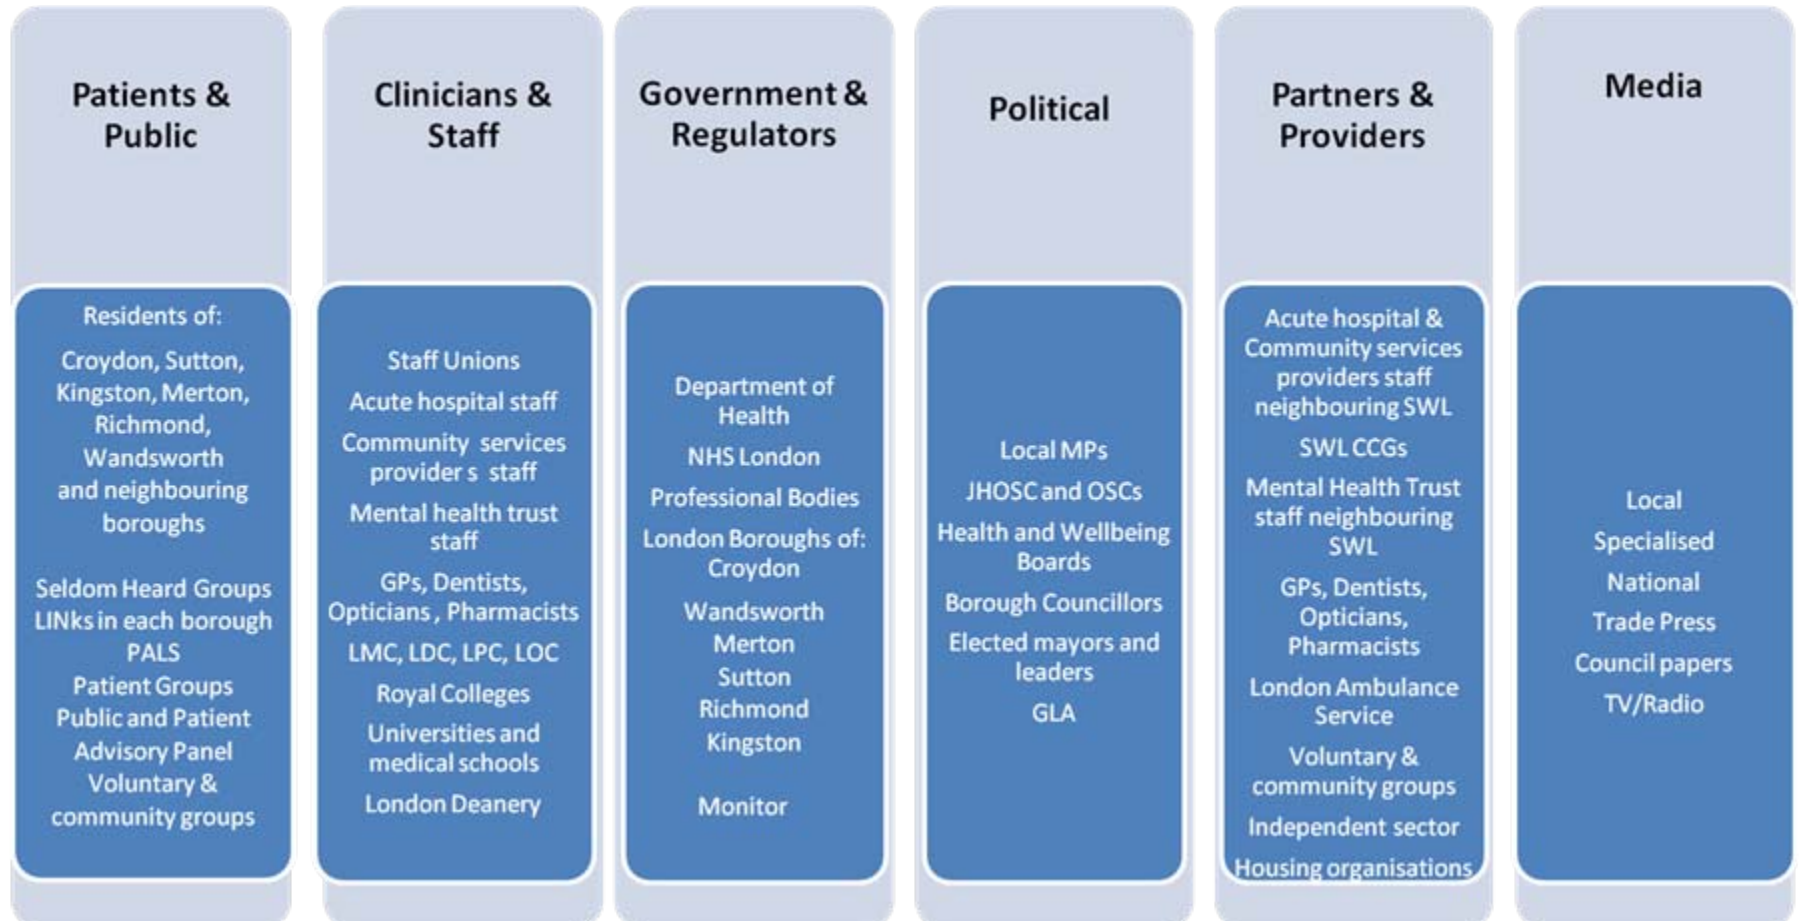 Patients &
Public
Residents of:
Croydon, Sutton,
Kingston, Merton,
Richmond,
Wandsworth
and neighbouring
boroughs
Seldom Heard Groups
LINks in each borough
PALS
Patient Groups
Public and Patient
Advisory Panel
Voluntary &
community groups
Clinicians &
Staff
Staff Unions
Acute hospital staff
Community services
provider s staff
Mental health trust
staff
GPs, Dentists,
Opticians , Pharmacists
LMC, LDC, LPC, LOC
Royal Colleges
Universities and
medical schools
London Deanery
Government &
Regulators
Department of
Health
NHS London
Professional Bodies
London Boroughs of:
Croydon
Wandsworth
Merton
Sutton
Richmond
Kingston
Monitor
Political
Local MPs
JHOSC and OSCs
Health and Wellbeing
Boards
Borough Councillors
Elected mayors and
leaders
GLA
Partners &
Providers
Acute hospital &
Community services
providers staff
neighbouring SWL
SWL CCGs
Mental Health Trust
staff neighbouring
SWL
GPs, Dentists,
Opticians,
Pharmacists
London Ambulance
Service
Voluntary &
community groups
Independent sector
Housing organisations
Media
Local
Specialised
National
Trade Press
Council papers
TV/Radio